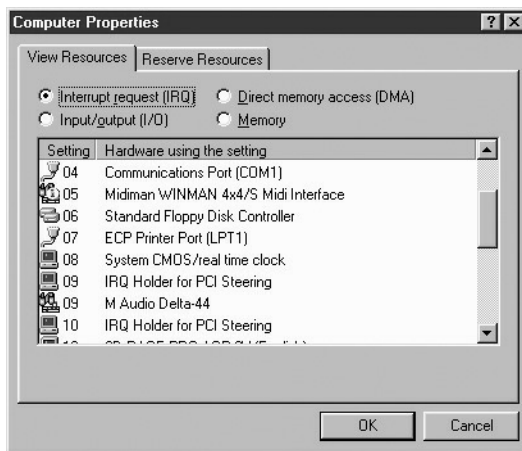 Computer Properties
View Resources Reserve Resources
Interrupt request (IRQ) Direct memory access (DMA)
Input/output (I/O) Memory
Setting Hardware using the setting
04 Communications Port (COM1)
05 Midiman WINMAN 4x4/S Midi Interface
06 Standard Floppy Disk Controller
07 ECP Printer Port (LPT1)
08 System CMOS/real time clock
09 IRQ Holder for PCI Steering
09 M Audio Delta-44
10 IRQ Holder for PCI Steering
OK Cancel